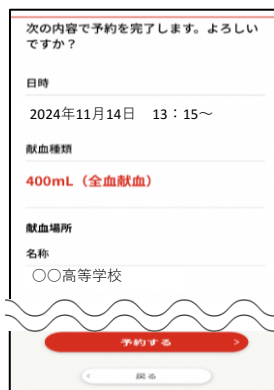 次の内容で予約を完了します。よろしい
ですか？
日時
2024年11月14日　13：15～
献血種類
400mL（全血献血）
献血場所
名称
〇〇高等学校
予約する　>
<　戻る